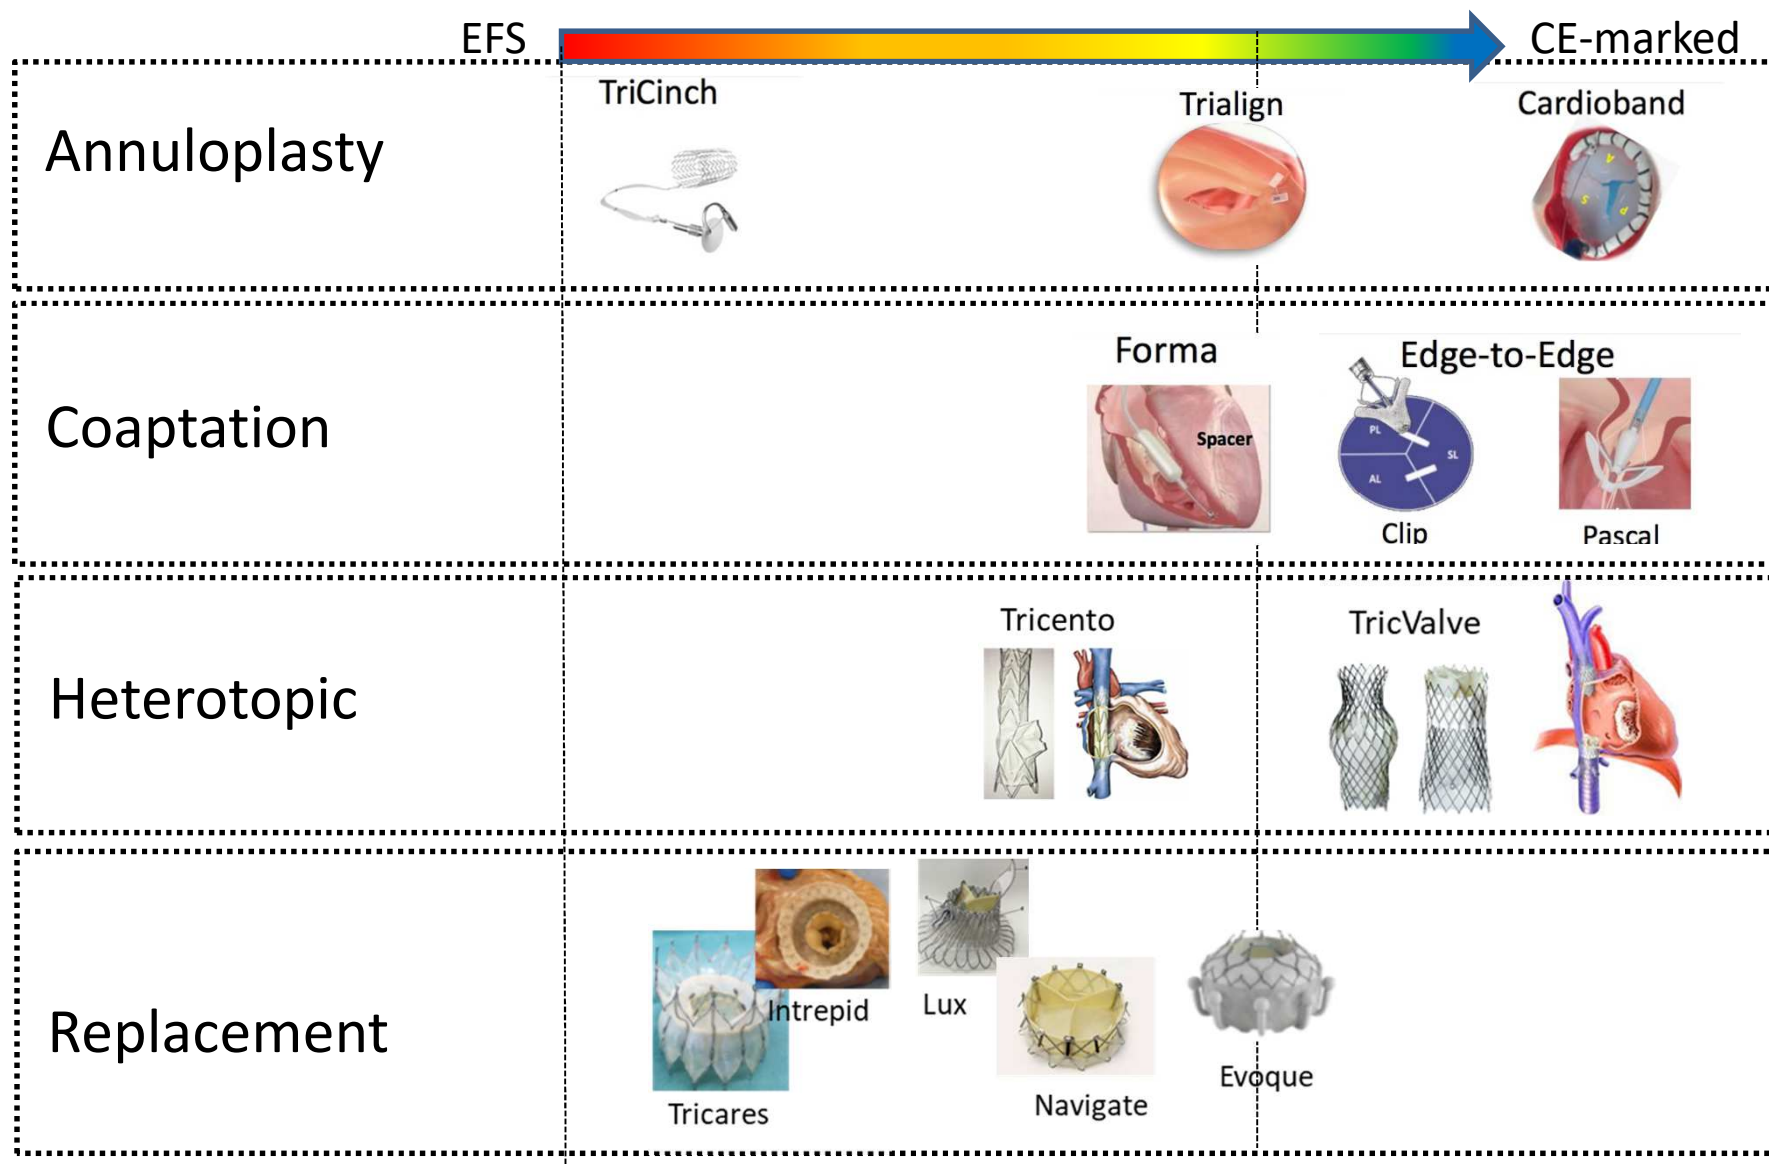 EFS
CE-marked
Annuloplasty
TriCinch
Trialign
Cardioband
A
S
P
Coaptation
Forma
Spacer
Edge-to-Edge
PL
SL
AL
Clip
Pascal
Heterotopic
Tricento
TricValve
Replacement
Intrepid
Lux
Tricares
Navigate
Evoque